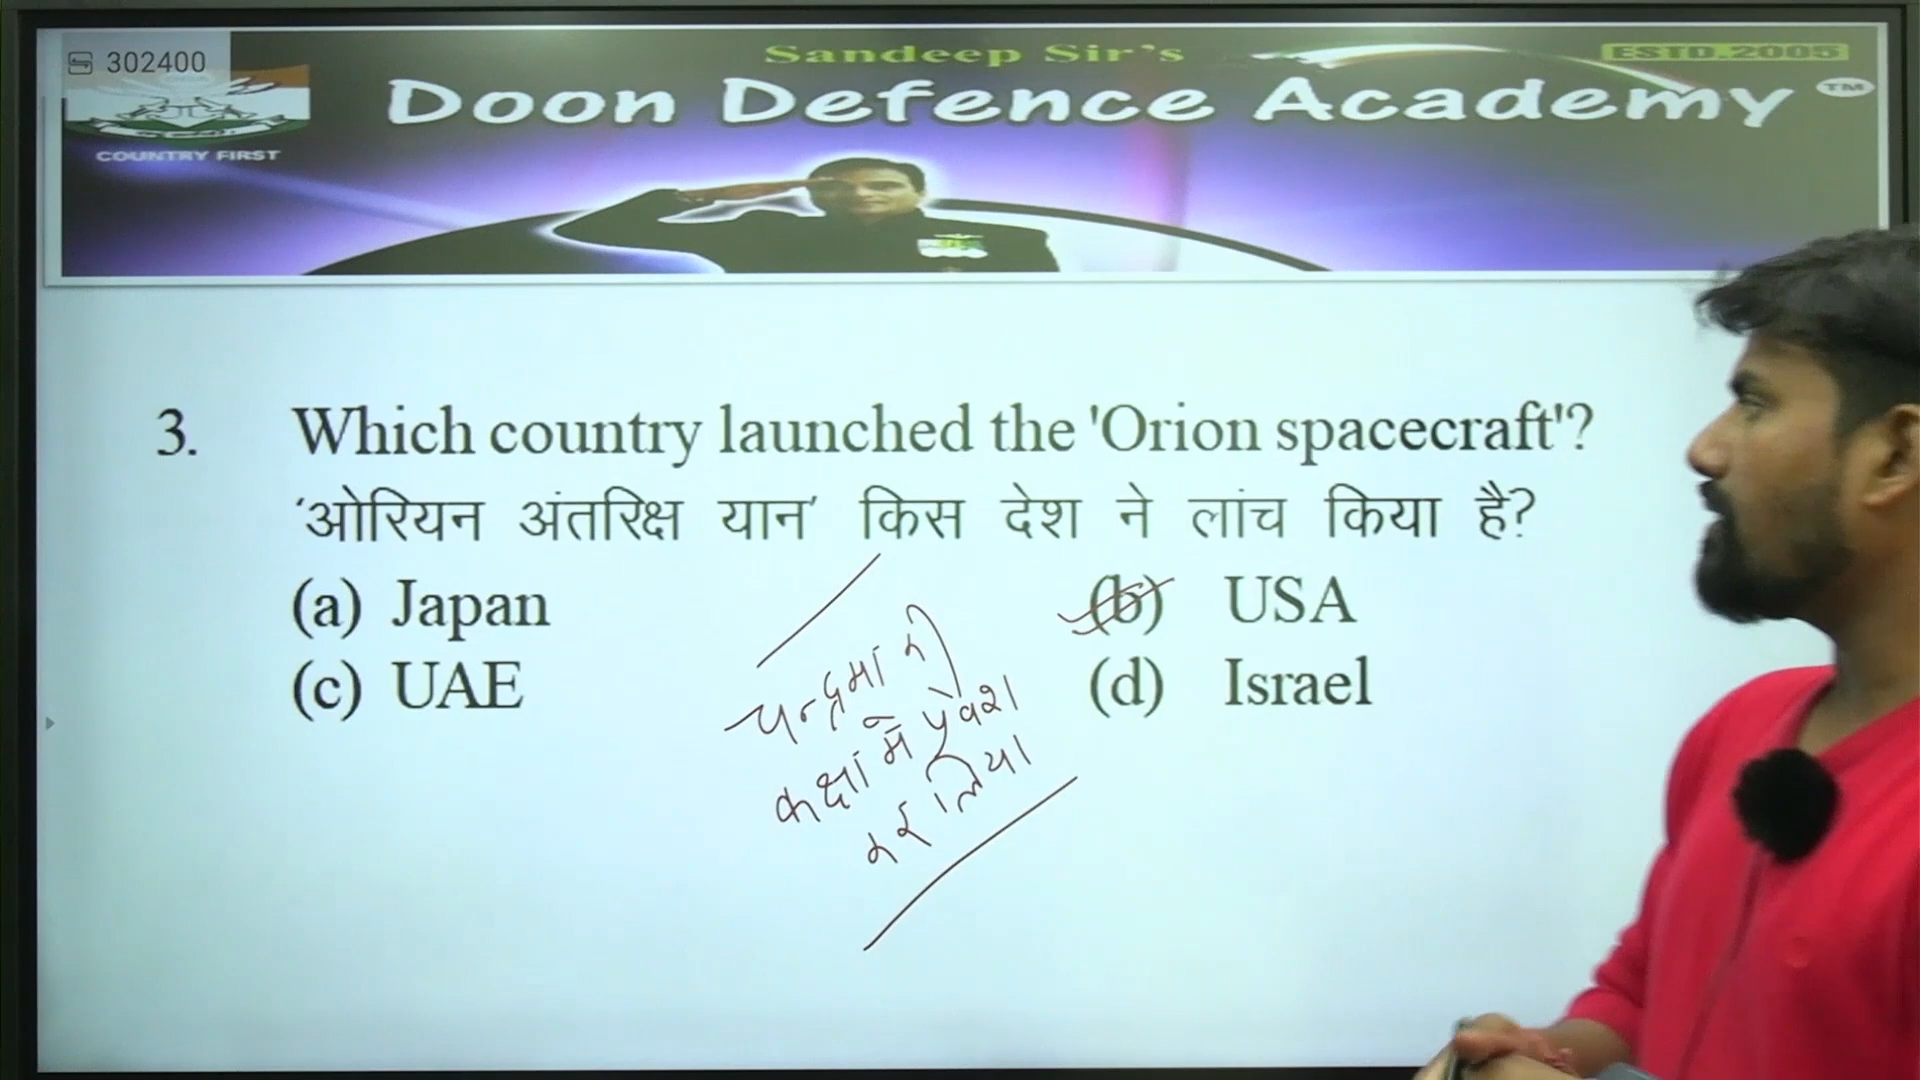 302400
Sandeep Sir's
ESTD.2005
Doon Defence Academy ™
COUNTRY FIRST
3. Which country launched the 'Orion spacecraft'?
‘ओरियन अंतरिक्ष यान’ किस देश ने लांच किया है?
(a) Japan (b) USA
(c) UAE (d) Israel
चन्द्रमा की
कक्षा में प्रवेश
कर लिया